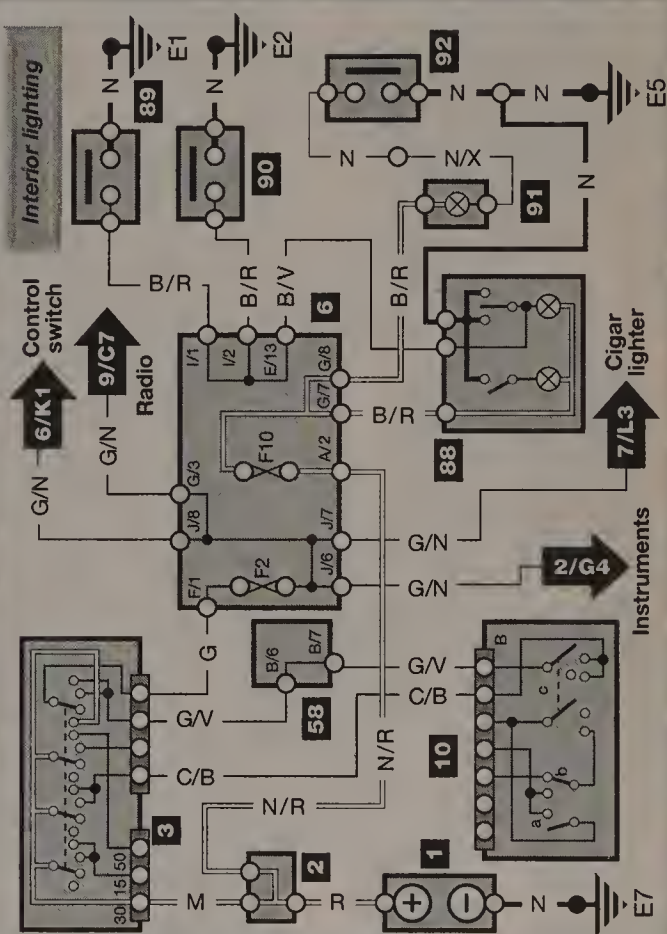 Interior lighting
E1
E2
N
N
89
90
92
N
N
E5
N
N/X
N
91
Control
switch
6/K1
9/C7
Radio
B/R
B/R
B/V
B/R
6
G/N
G/N
I/1
I/2
E/13
G/8
G/7
G/3
J/8
F10
A/2
B/R
88
Cigar
lighter
7/L3
F/1
F2
J/7
J/6
G/N
G/N
2/G4
Instruments
G
B/6
B/7
58
G/V
G/V
C/B
C/B
N/R
N/R
10
B
c
b
a
3
30
15
50
M
2
R
1
+
−
N
E7